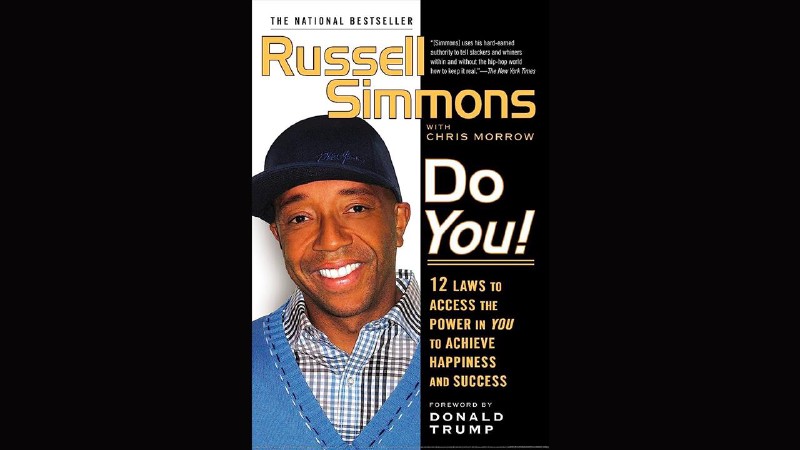 THE NATIONAL BESTSELLER
Russell
Simmons
"[Simmons] uses his hard-earned
authority to tell slackers and whiners
within and without the hip-hop world
how to keep it real."—The New York Times
WITH
CHRIS MORROW
Do
You!
12 LAWS TO
ACCESS THE
POWER IN YOU
TO ACHIEVE
HAPPINESS
AND SUCCESS
FOREWORD BY
DONALD
TRUMP